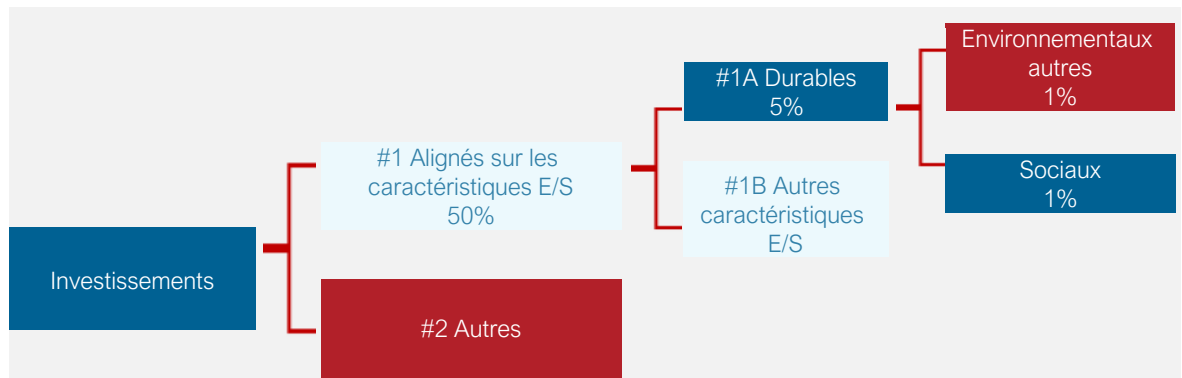 Investissements
#1 Alignés sur les
caractéristiques E/S
50%
#2 Autres
#1A Durables
5%
#1B Autres
caractéristiques
E/S
Environnementaux
autres
1%
Sociaux
1%